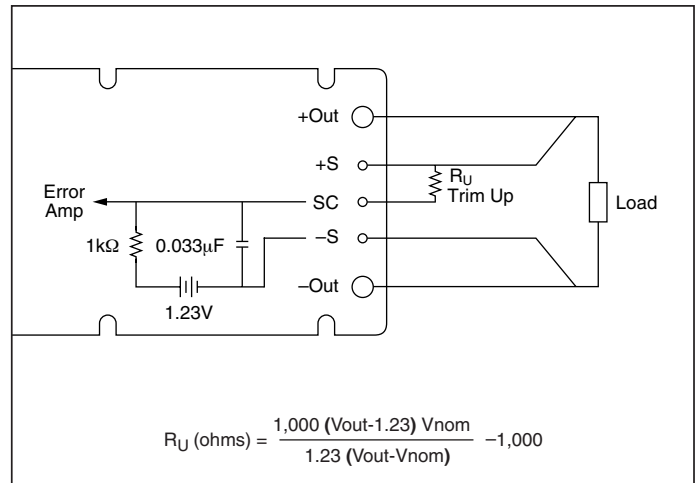 +Out
+S
R_U
Trim Up
Error
Amp
SC
Load
1kΩ
0.033µF
–S
–Out
1.23V
R_U (ohms) = 1,000 (Vout-1.23) Vnom / 1.23 (Vout-Vnom) –1,000